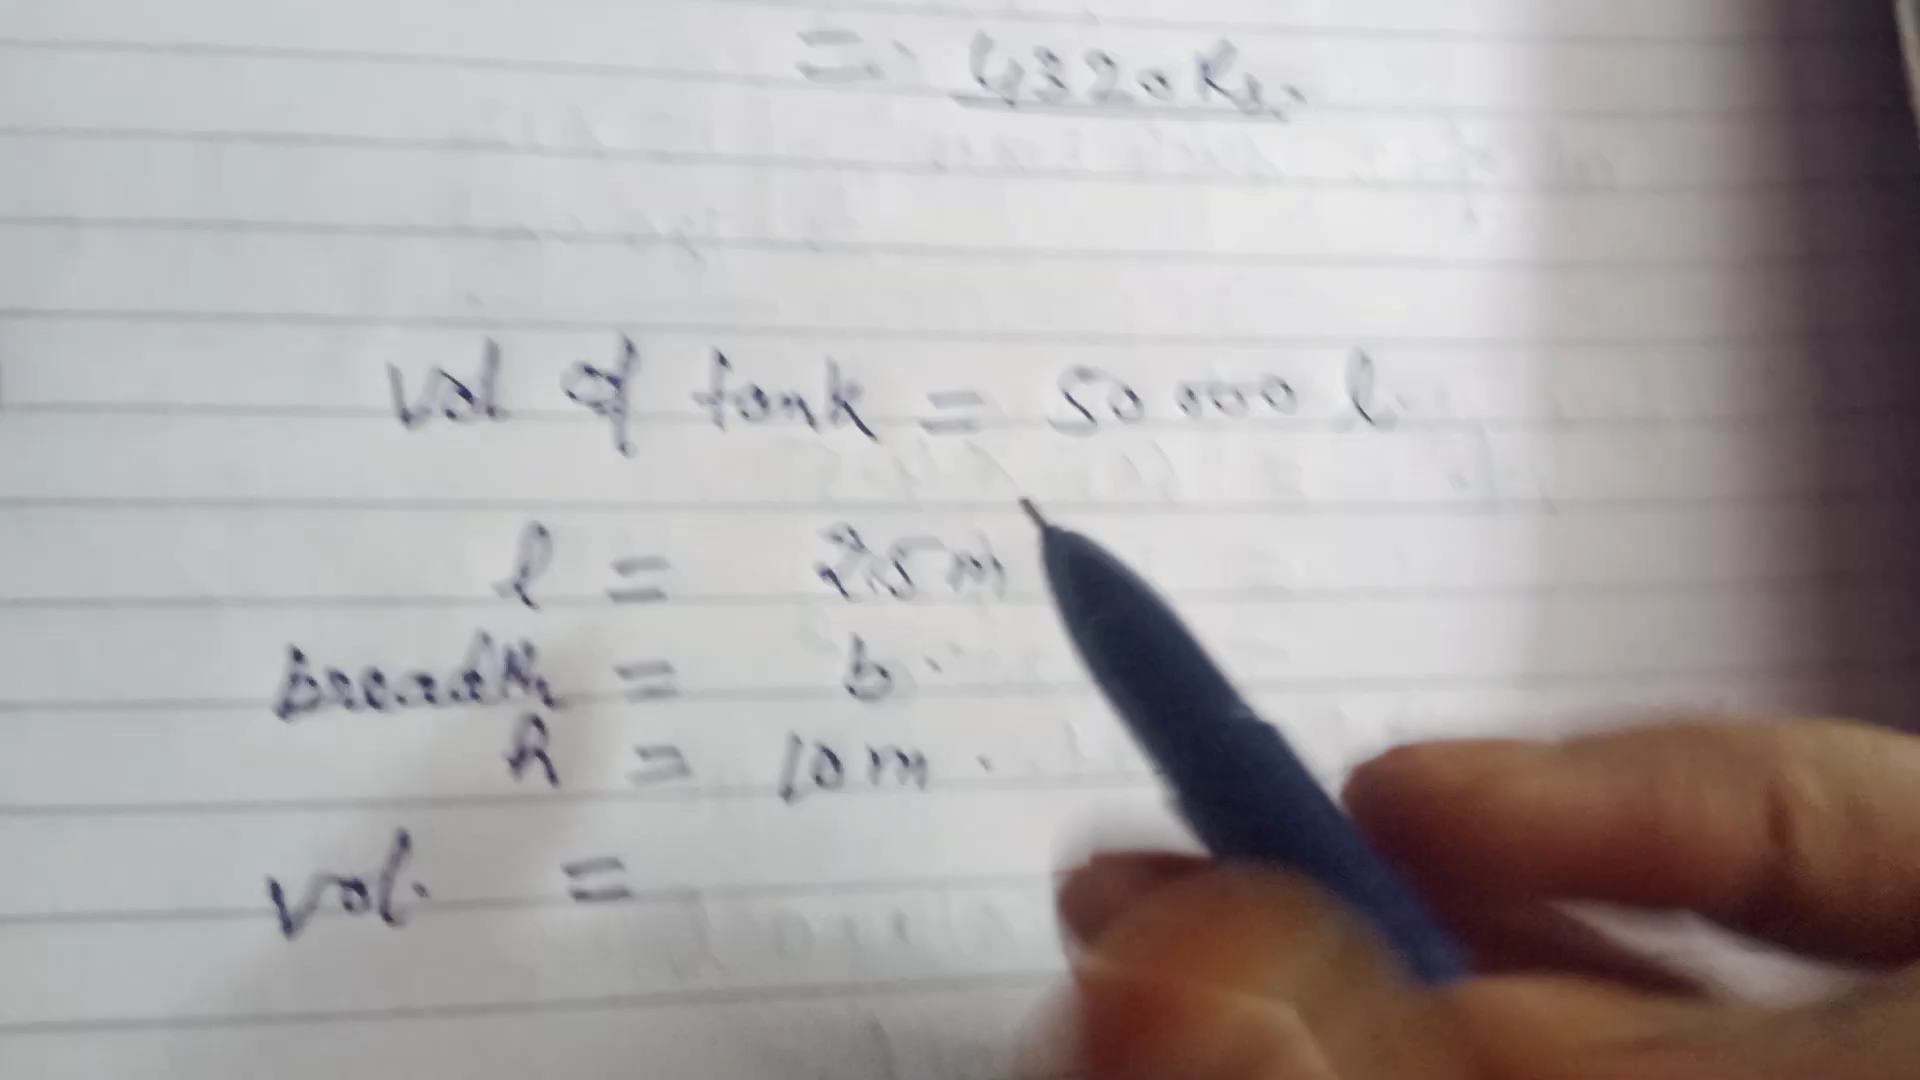 = 4320 Rs.
Vol of tank = 50000 l.
l = 2.5 m
breadth = b.
h = 10 m.
Vol. =